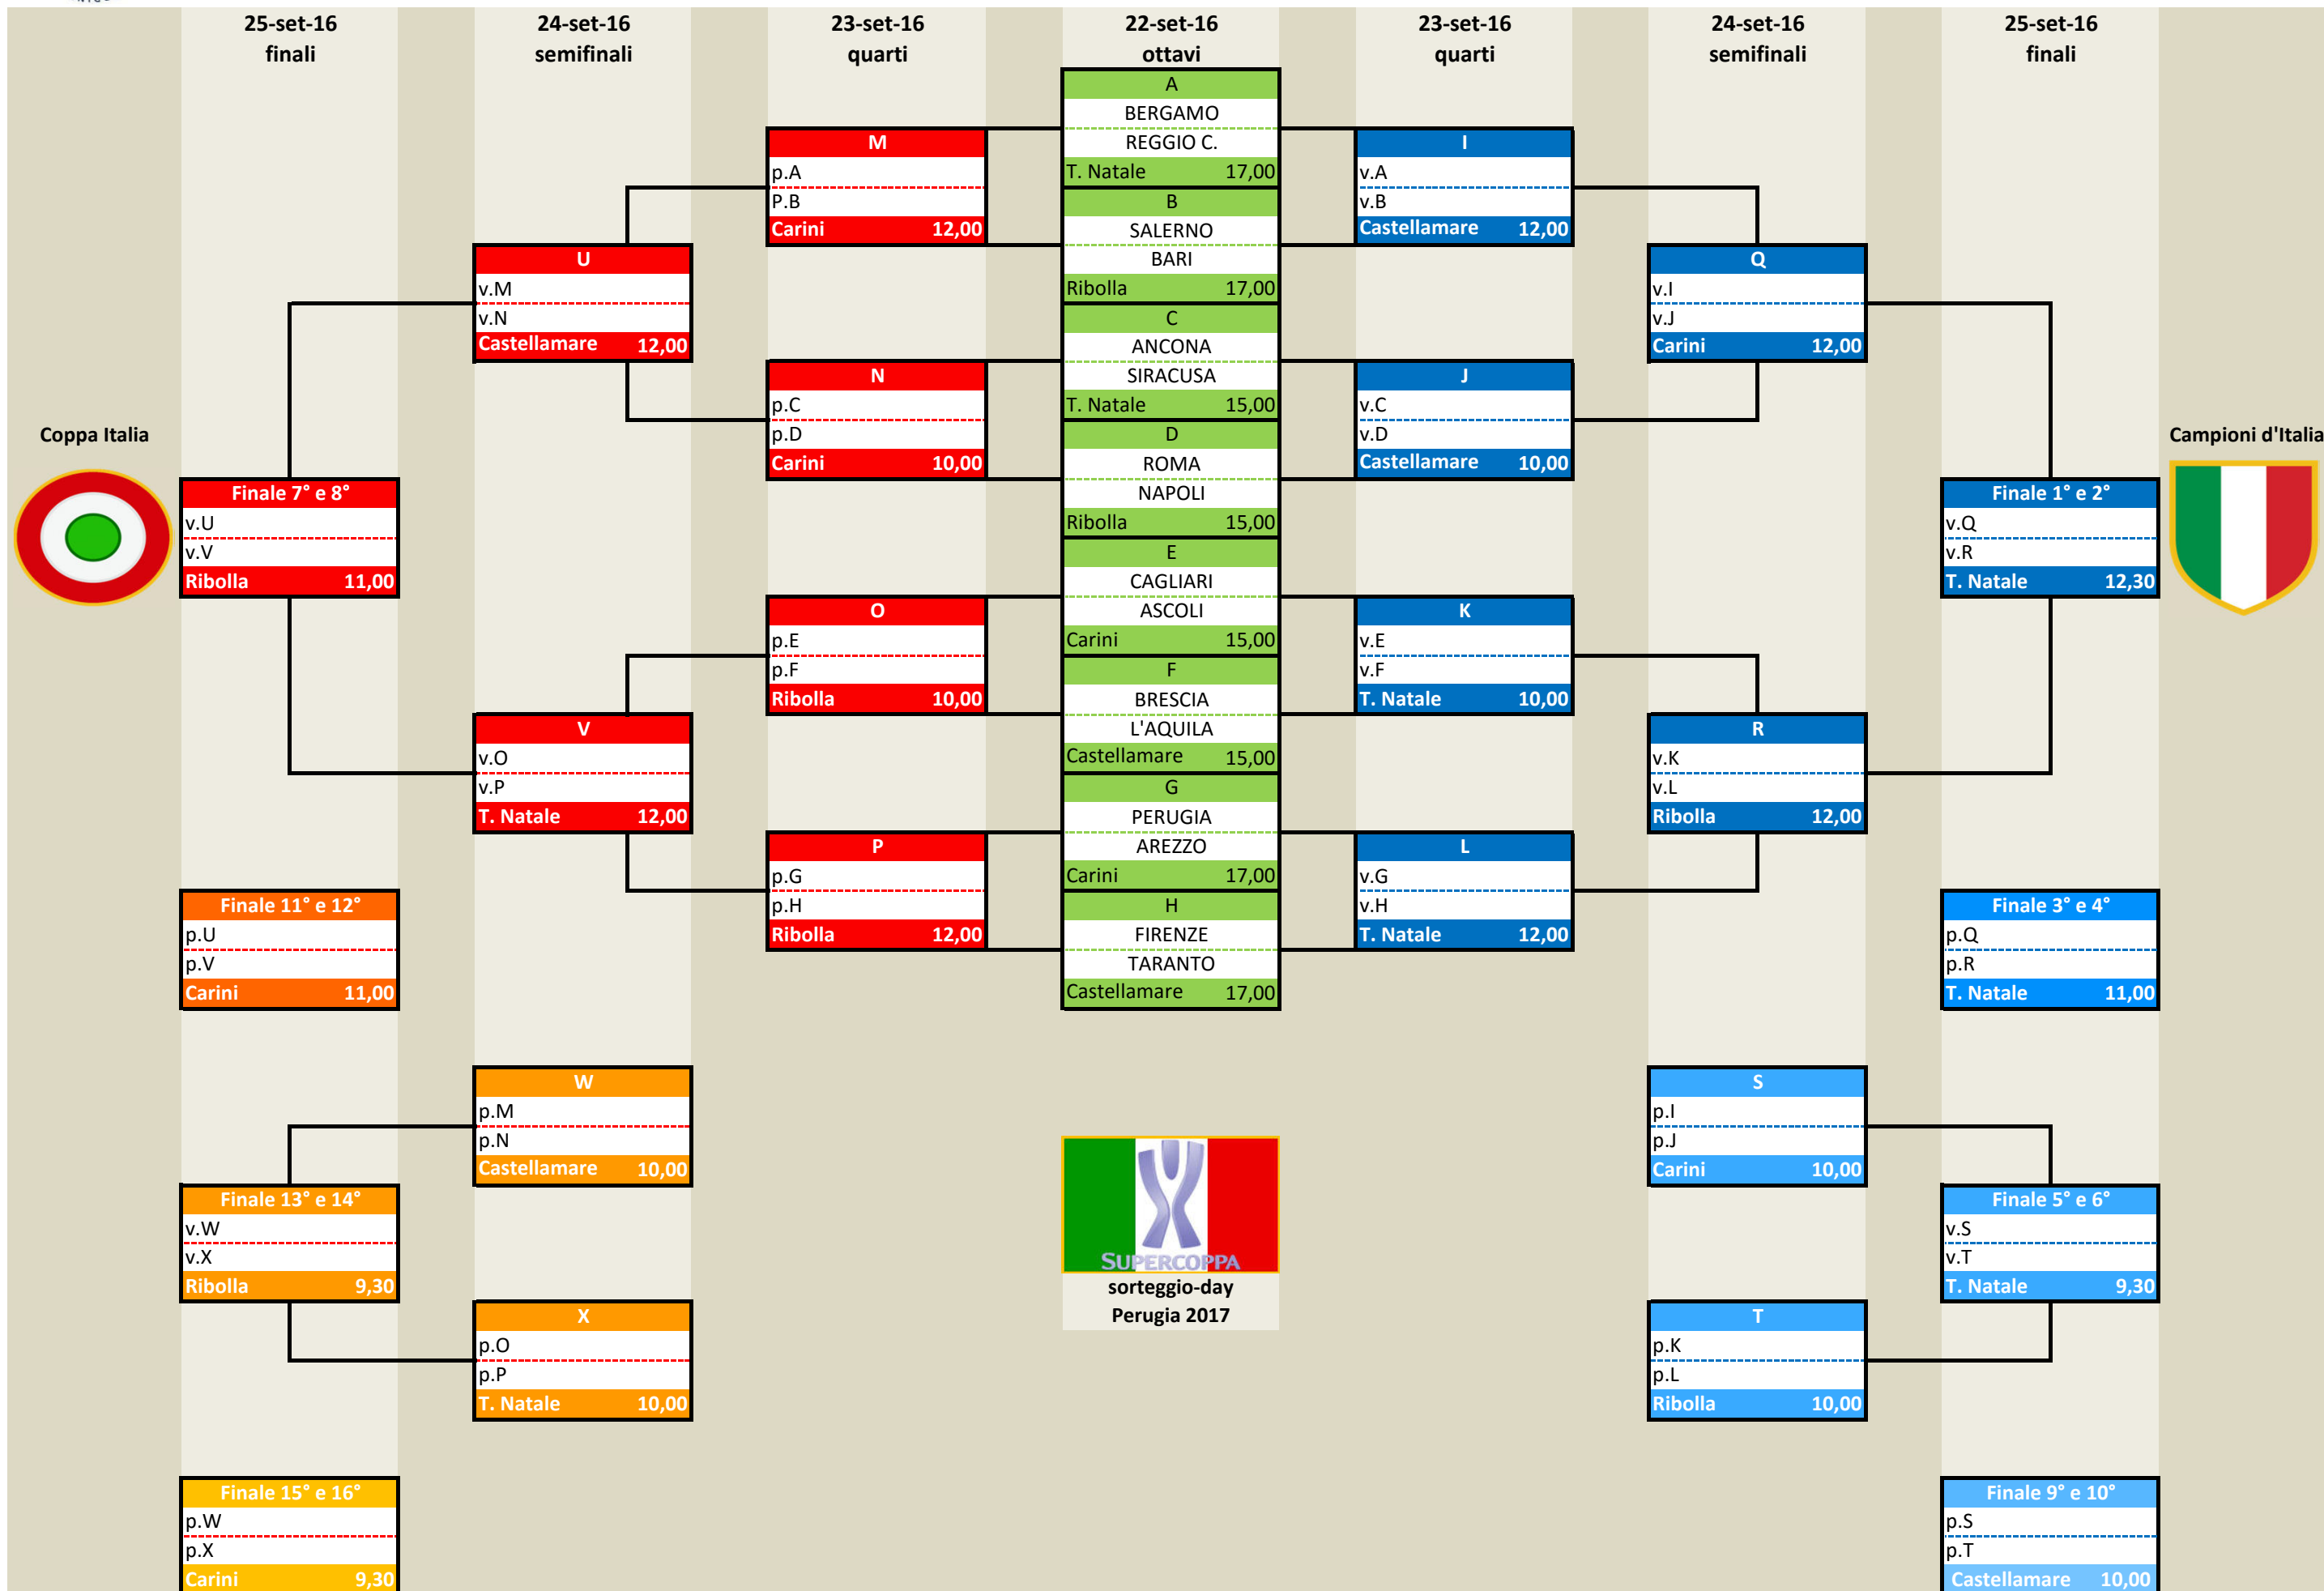 25-set-16
finali
24-set-16
semifinali
23-set-16
quarti
22-set-16
ottavi
23-set-16
quarti
24-set-16
semifinali
25-set-16
finali
Coppa Italia
Finale 7° e 8°
v.U
v.V
Ribolla 11,00
Finale 11° e 12°
p.U
p.V
Carini 11,00
Finale 13° e 14°
v.W
v.X
Ribolla 9,30
Finale 15° e 16°
p.W
p.X
Carini 9,30
U
v.M
v.N
Castellamare 12,00
V
v.O
v.P
T. Natale 12,00
W
p.M
p.N
Castellamare 10,00
X
p.O
p.P
T. Natale 10,00
M
p.A
P.B
Carini 12,00
N
p.C
p.D
Carini 10,00
O
p.E
p.F
Ribolla 10,00
P
p.G
p.H
Ribolla 12,00
A
BERGAMO
REGGIO C.
T. Natale 17,00
B
SALERNO
BARI
Ribolla 17,00
C
ANCONA
SIRACUSA
T. Natale 15,00
D
ROMA
NAPOLI
Ribolla 15,00
E
CAGLIARI
ASCOLI
Carini 15,00
F
BRESCIA
L'AQUILA
Castellamare 15,00
G
PERUGIA
AREZZO
Carini 17,00
H
FIRENZE
TARANTO
Castellamare 17,00
SUPERCOPPA
sorteggio-day
Perugia 2017
I
v.A
v.B
Castellamare 12,00
J
v.C
v.D
Castellamare 10,00
K
v.E
v.F
T. Natale 10,00
L
v.G
v.H
T. Natale 12,00
Q
v.I
v.J
Carini 12,00
R
v.K
v.L
Ribolla 12,00
S
p.I
p.J
Carini 10,00
T
p.K
p.L
Ribolla 10,00
Campioni d'Italia
Finale 1° e 2°
v.Q
v.R
T. Natale 12,30
Finale 3° e 4°
p.Q
p.R
T. Natale 11,00
Finale 5° e 6°
v.S
v.T
T. Natale 9,30
Finale 9° e 10°
p.S
p.T
Castellamare 10,00